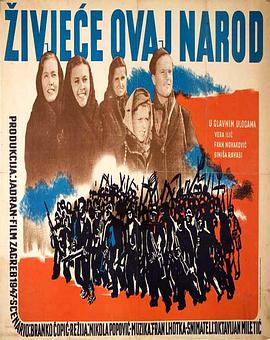 ŽIVJEĆE OVAJ NAROD
U GLAVNIM ULOGAMA
VERA ILIĆ
FRAN NOVAKOVIĆ
SINIŠA RAVASI
PRODUKCIJA: JADRAN-FILM ZAGREB 1947. SCENARIO: BRANKO ĆOPIĆ · REŽIJA: NIKOLA POPOVIĆ · MUZIKA: FRAN LHOTKA · SNIMATELJ: OKTAVIJAN MILETIĆ